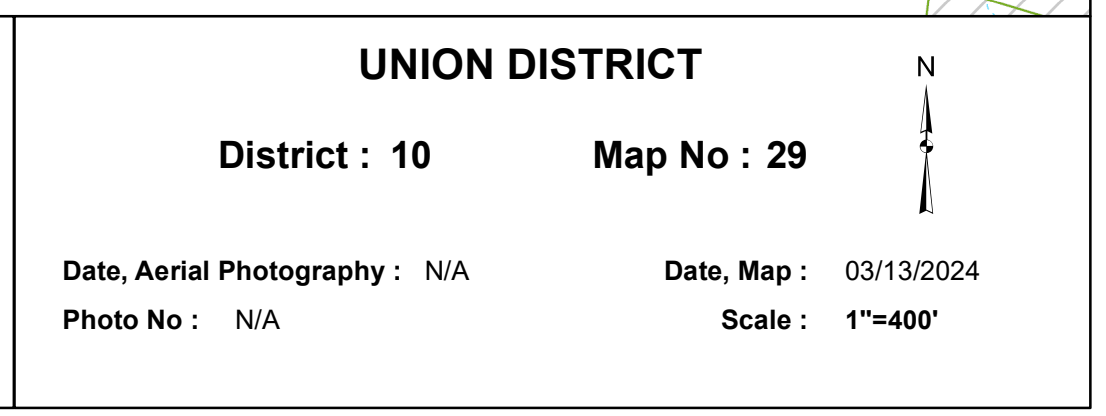 UNION DISTRICT
N
District : 10 Map No : 29
Date, Aerial Photography : N/A Date, Map : 03/13/2024
Photo No : N/A Scale : 1"=400'